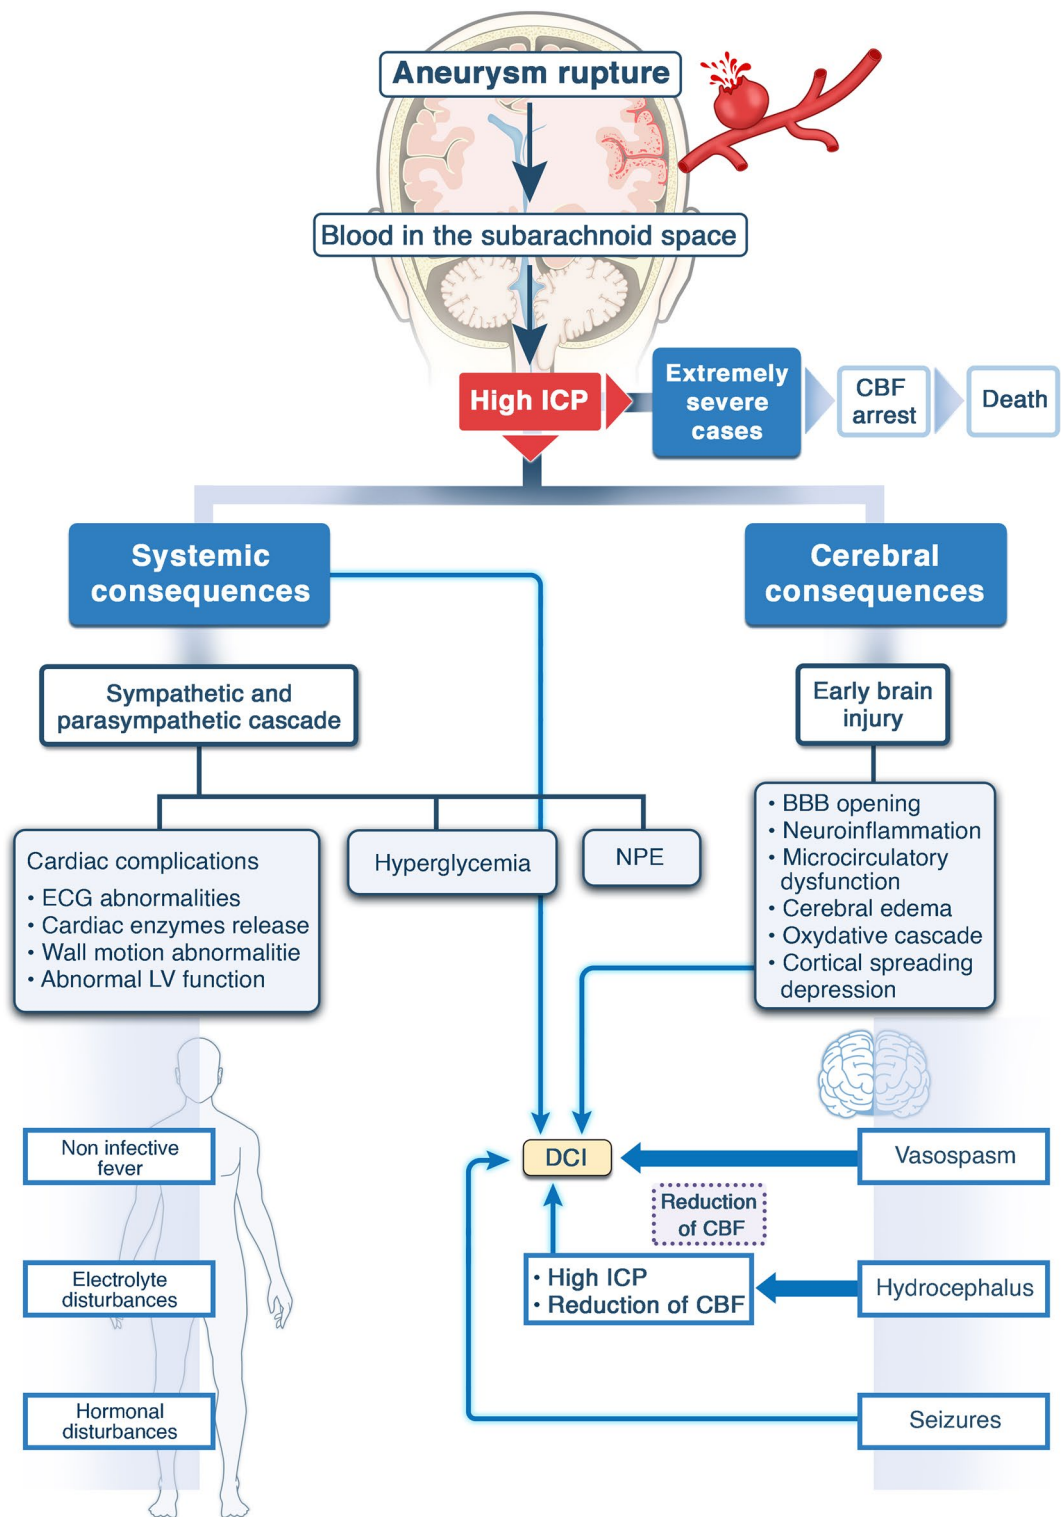 Aneurysm rupture
Blood in the subarachnoid space
High ICP
Extremely
severe
cases
CBF
arrest
Death
Systemic
consequences
Cerebral
consequences
Sympathetic and
parasympathetic cascade
Early brain
injury
Cardiac complications
• ECG abnormalities
• Cardiac enzymes release
• Wall motion abnormalitie
• Abnormal LV function
Hyperglycemia
NPE
• BBB opening
• Neuroinflammation
• Microcirculatory
dysfunction
• Cerebral edema
• Oxydative cascade
• Cortical spreading
depression
Non infective
fever
DCI
Vasospasm
Reduction
of CBF
Electrolyte
disturbances
• High ICP
• Reduction of CBF
Hydrocephalus
Hormonal
disturbances
Seizures